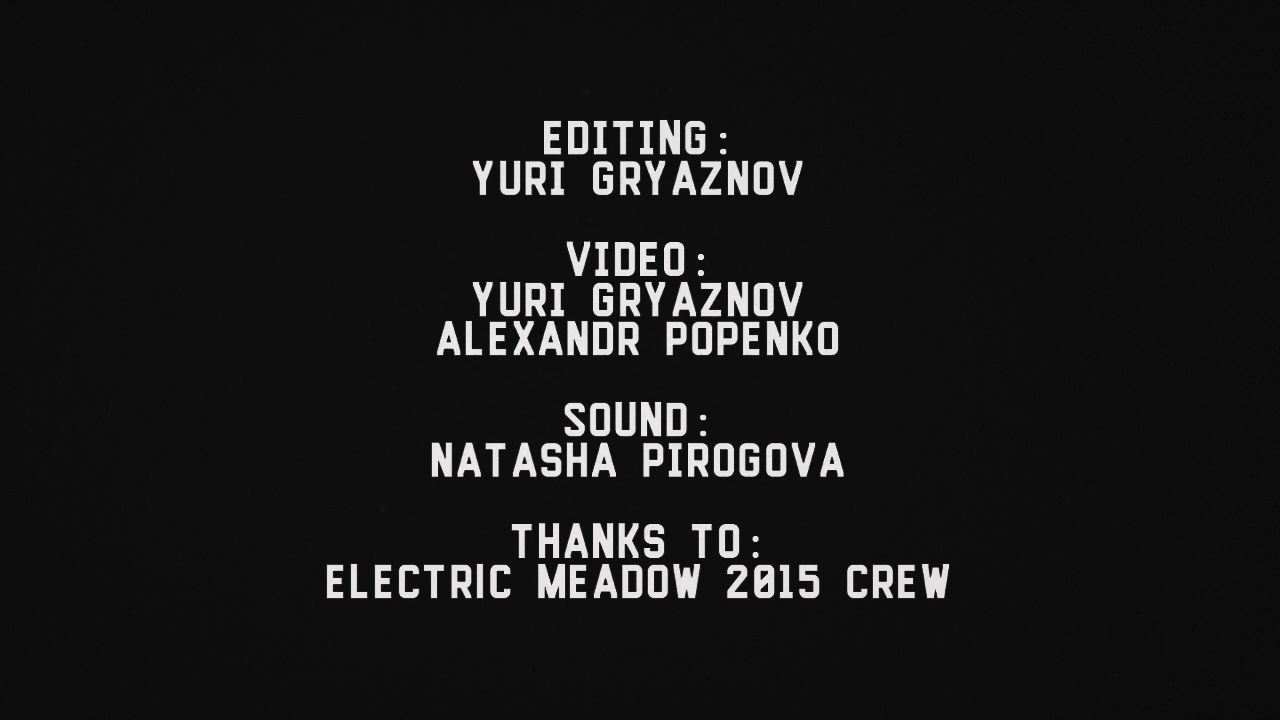 EDITING:
YURI GRYAZNOV
VIDEO:
YURI GRYAZNOV
ALEXANDR POPENKO
SOUND:
NATASHA PIROGOVA
THANKS TO:
ELECTRIC MEADOW 2015 CREW